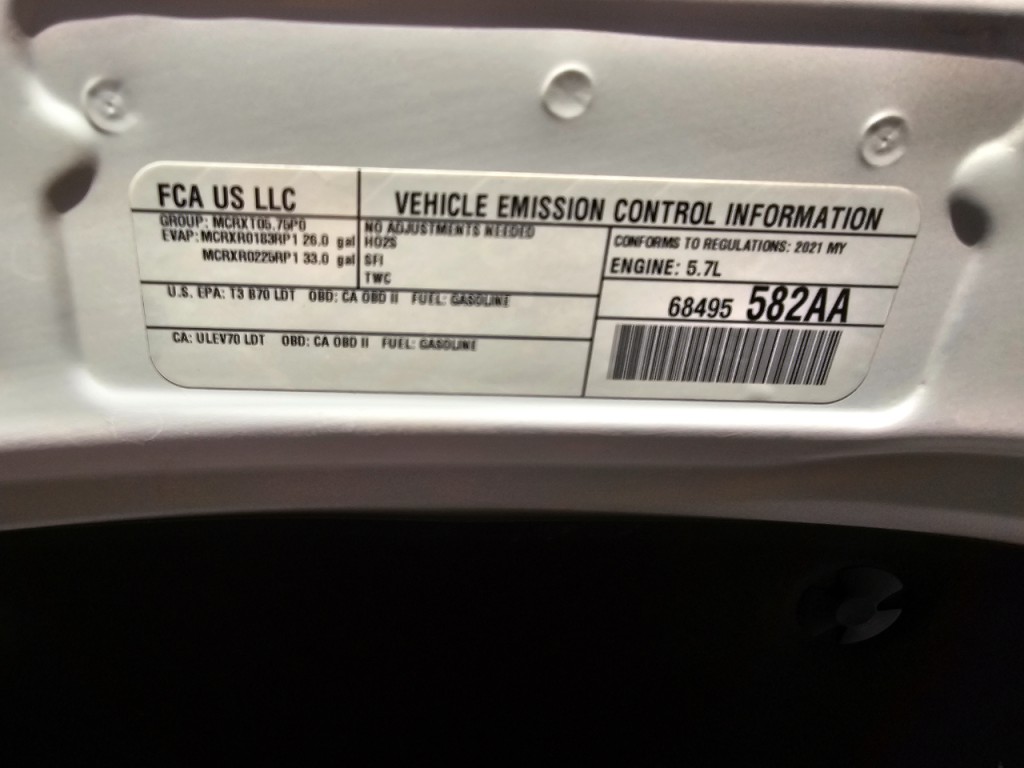 FCA US LLC
VEHICLE EMISSION CONTROL INFORMATION
GROUP: MCRXT05.75P0
EVAP: MCRXR0183RP1 26.0 gal
MCRXR0225RP1 33.0 gal
NO ADJUSTMENTS NEEDED
HO2S
SFI
TWC
CONFORMS TO REGULATIONS: 2021 MY
ENGINE: 5.7L
U.S. EPA: T3 B70 LDT OBD: CA OBD II FUEL: GASOLINE
68495 582AA
CA: ULEV70 LDT OBD: CA OBD II FUEL: GASOLINE